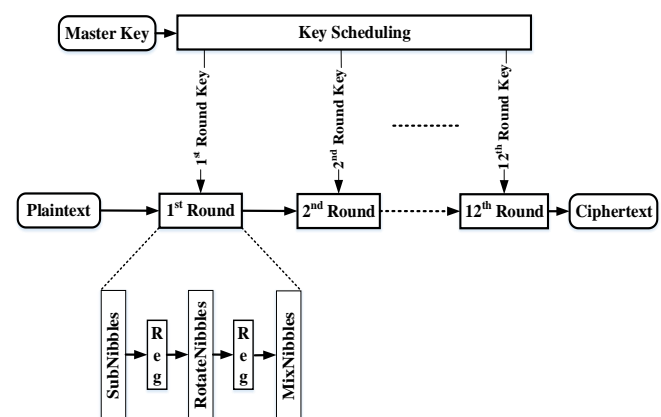 Master Key
Key Scheduling
1st Round Key
2nd Round Key
12th Round Key
Plaintext
1st Round
2nd Round
12th Round
Ciphertext
SubNibbles
Reg
RotateNibbles
Reg
MixNibbles